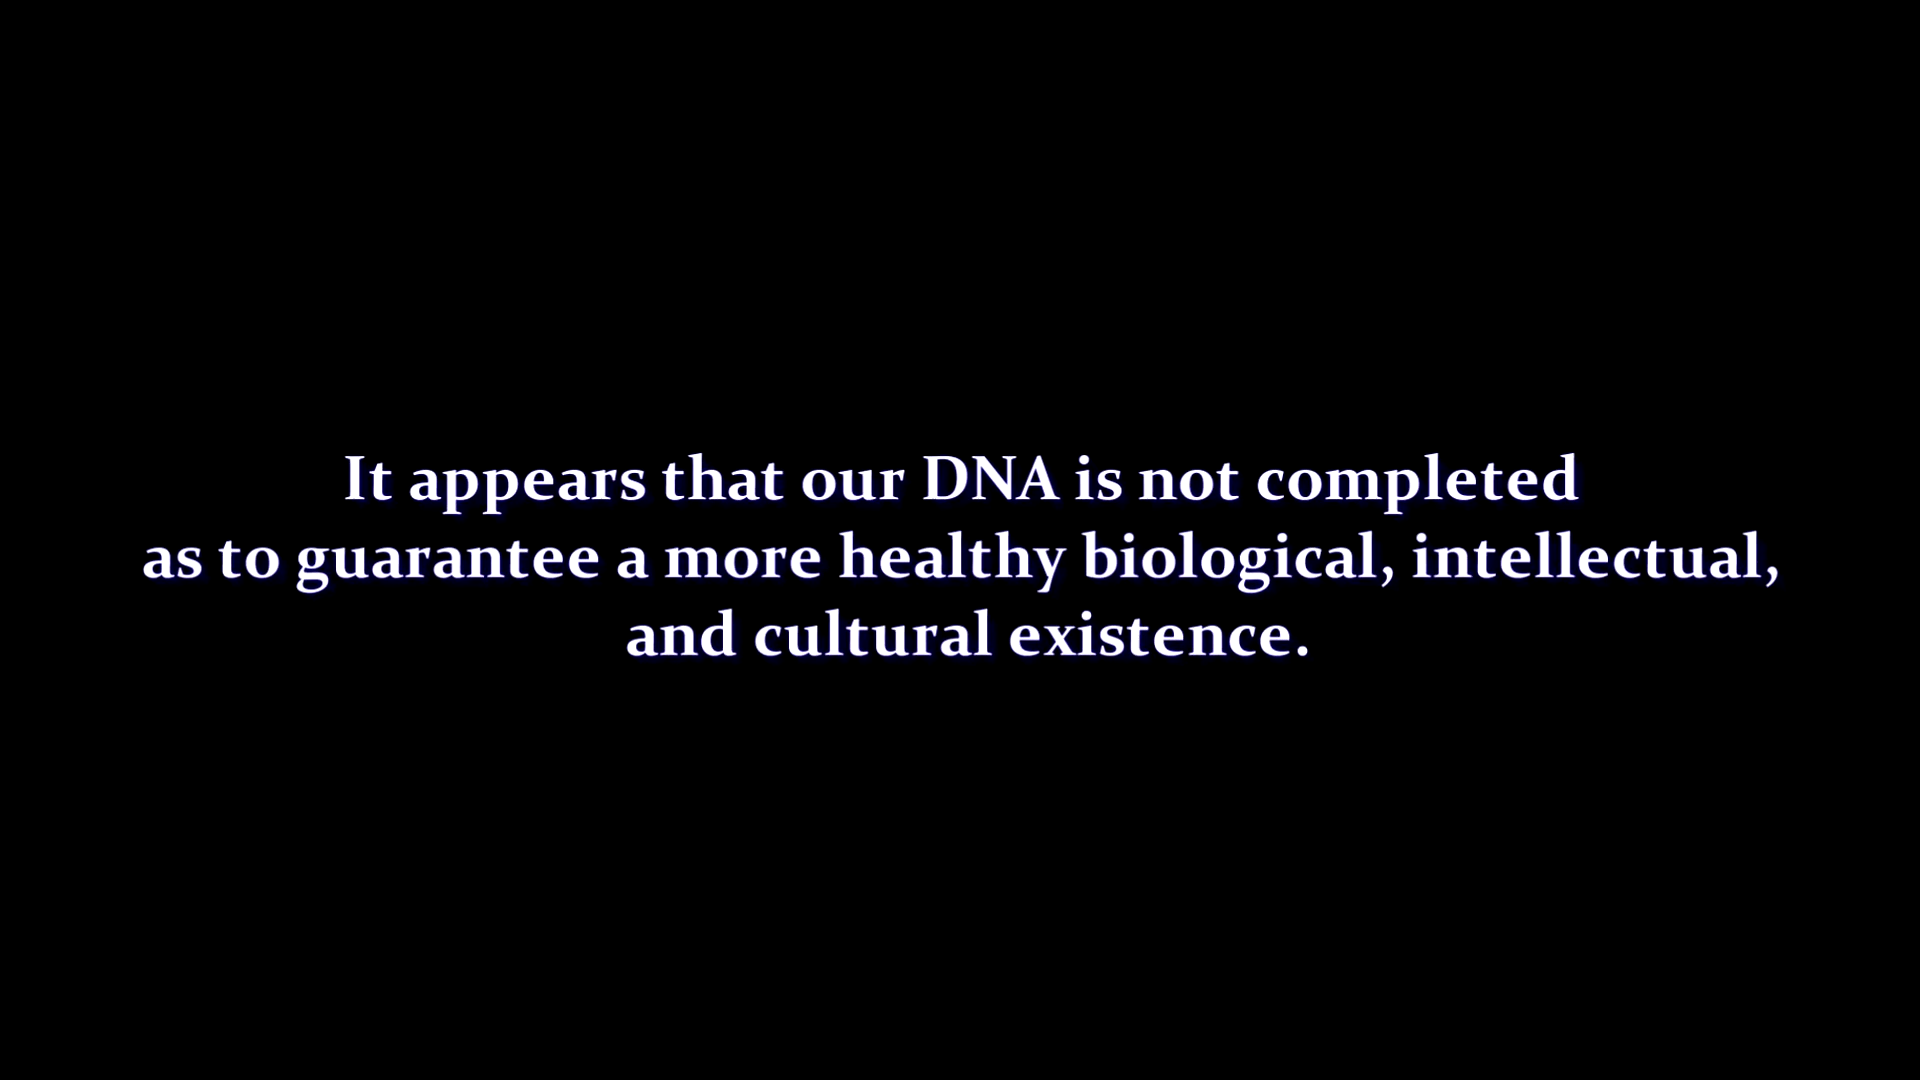 It appears that our DNA is not completed
as to guarantee a more healthy biological, intellectual,
and cultural existence.